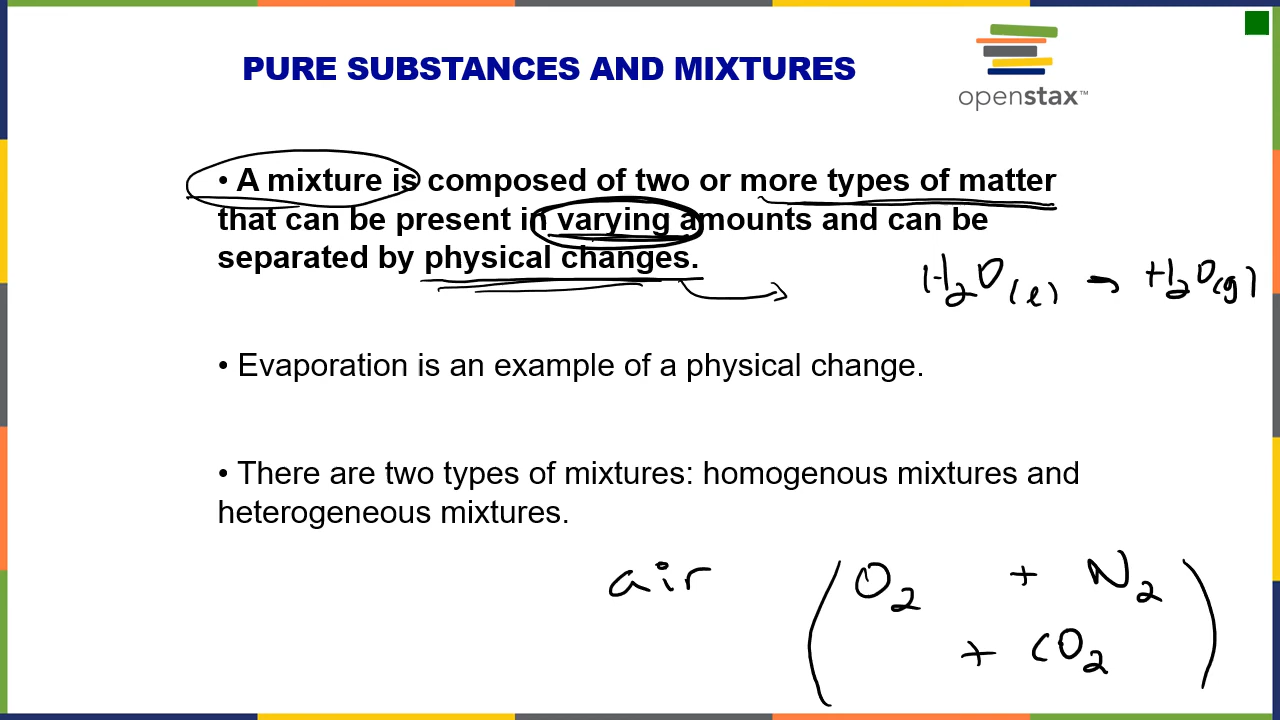 PURE SUBSTANCES AND MIXTURES
openstax™
• A mixture is composed of two or more types of matter
that can be present in varying amounts and can be
separated by physical changes.
H₂O(l) → H₂O(g)
• Evaporation is an example of a physical change.
• There are two types of mixtures: homogenous mixtures and
heterogeneous mixtures.
air (O₂ + N₂
+ CO₂)